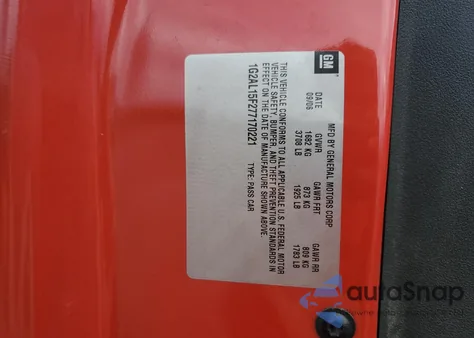 GM
MFD BY GENERAL MOTORS CORP
DATE GVWR GAWR FRT GAWR RR
09/06 1682 KG 873 KG 809 KG
3708 LB 1925 LB 1783 LB
THIS VEHICLE CONFORMS TO ALL APPLICABLE U.S. FEDERAL MOTOR
VEHICLE SAFETY, BUMPER, AND THEFT PREVENTION STANDARDS IN
EFFECT ON THE DATE OF MANUFACTURE SHOWN ABOVE.
1G2AL15F277170221 TYPE: PASS CAR
autoSnap